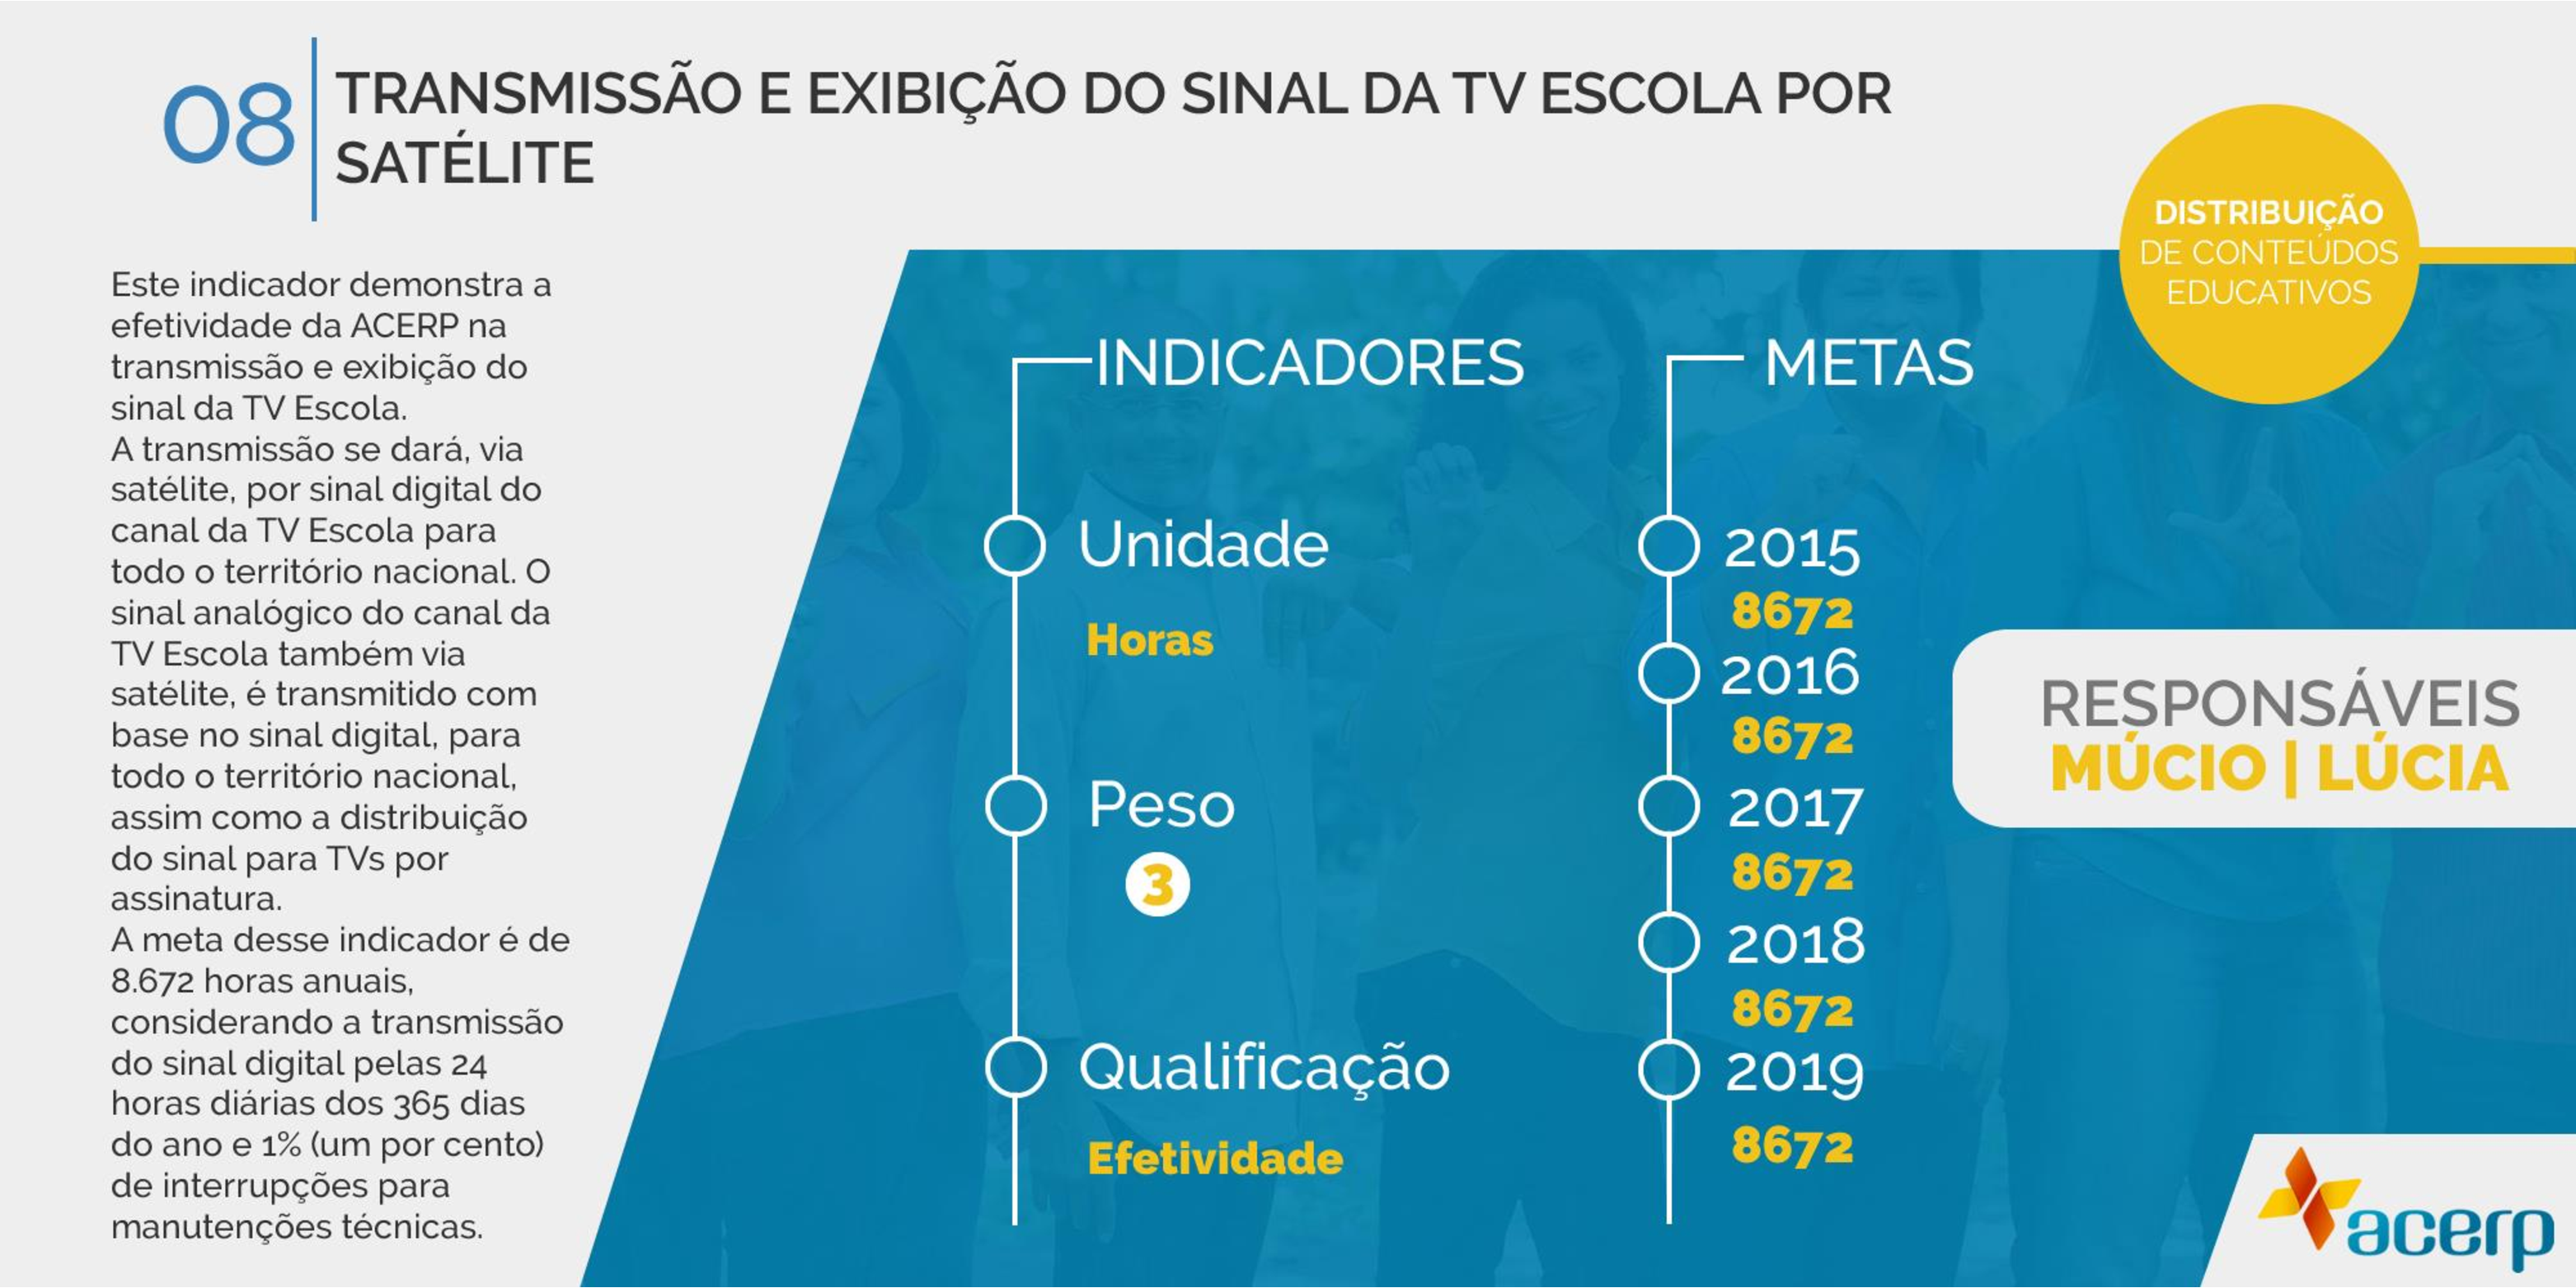 08
TRANSMISSÃO E EXIBIÇÃO DO SINAL DA TV ESCOLA POR
SATÉLITE
DISTRIBUIÇÃO
DE CONTEÚDOS
EDUCATIVOS
Este indicador demonstra a
efetividade da ACERP na
transmissão e exibição do
sinal da TV Escola.
A transmissão se dará, via
satélite, por sinal digital do
canal da TV Escola para
todo o território nacional. O
sinal analógico do canal da
TV Escola também via
satélite, é transmitido com
base no sinal digital, para
todo o território nacional,
assim como a distribuição
do sinal para TVs por
assinatura.
A meta desse indicador é de
8.672 horas anuais,
considerando a transmissão
do sinal digital pelas 24
horas diárias dos 365 dias
do ano e 1% (um por cento)
de interrupções para
manutenções técnicas.
INDICADORES
Unidade
Horas
Peso
3
Qualificação
Efetividade
METAS
2015
8672
2016
8672
2017
8672
2018
8672
2019
8672
RESPONSÁVEIS
MÚCIO | LÚCIA
acerp